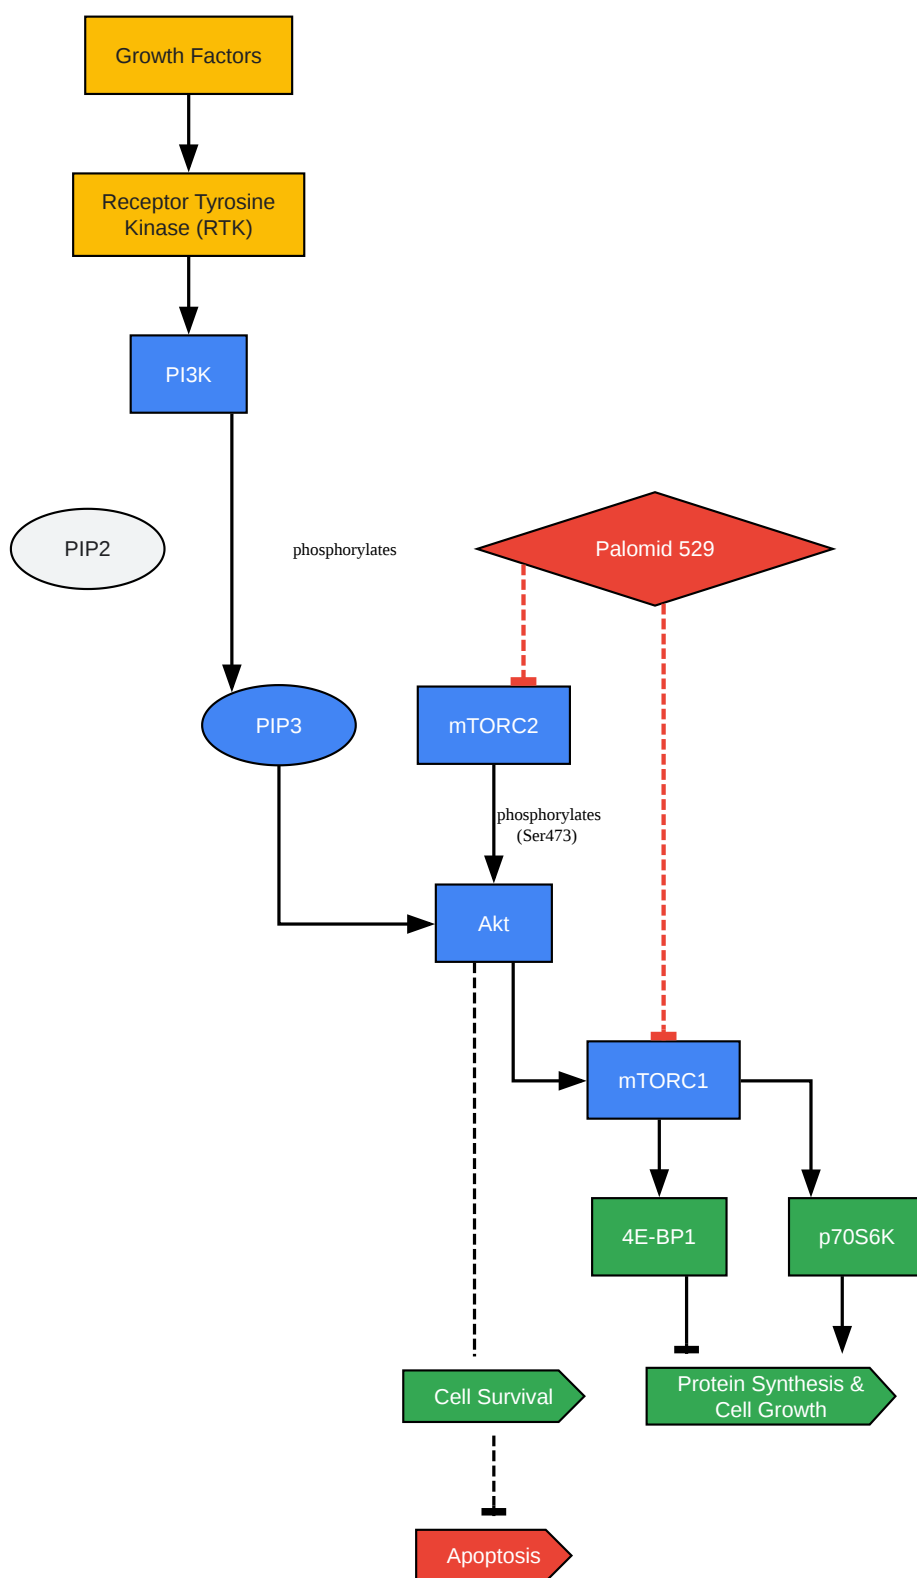 Growth Factors
Receptor Tyrosine
Kinase (RTK)
PI3K
PIP2
phosphorylates
Palomid 529
PIP3
mTORC2
phosphorylates
(Ser473)
Akt
mTORC1
4E-BP1
p70S6K
Cell Survival
Protein Synthesis &
Cell Growth
Apoptosis